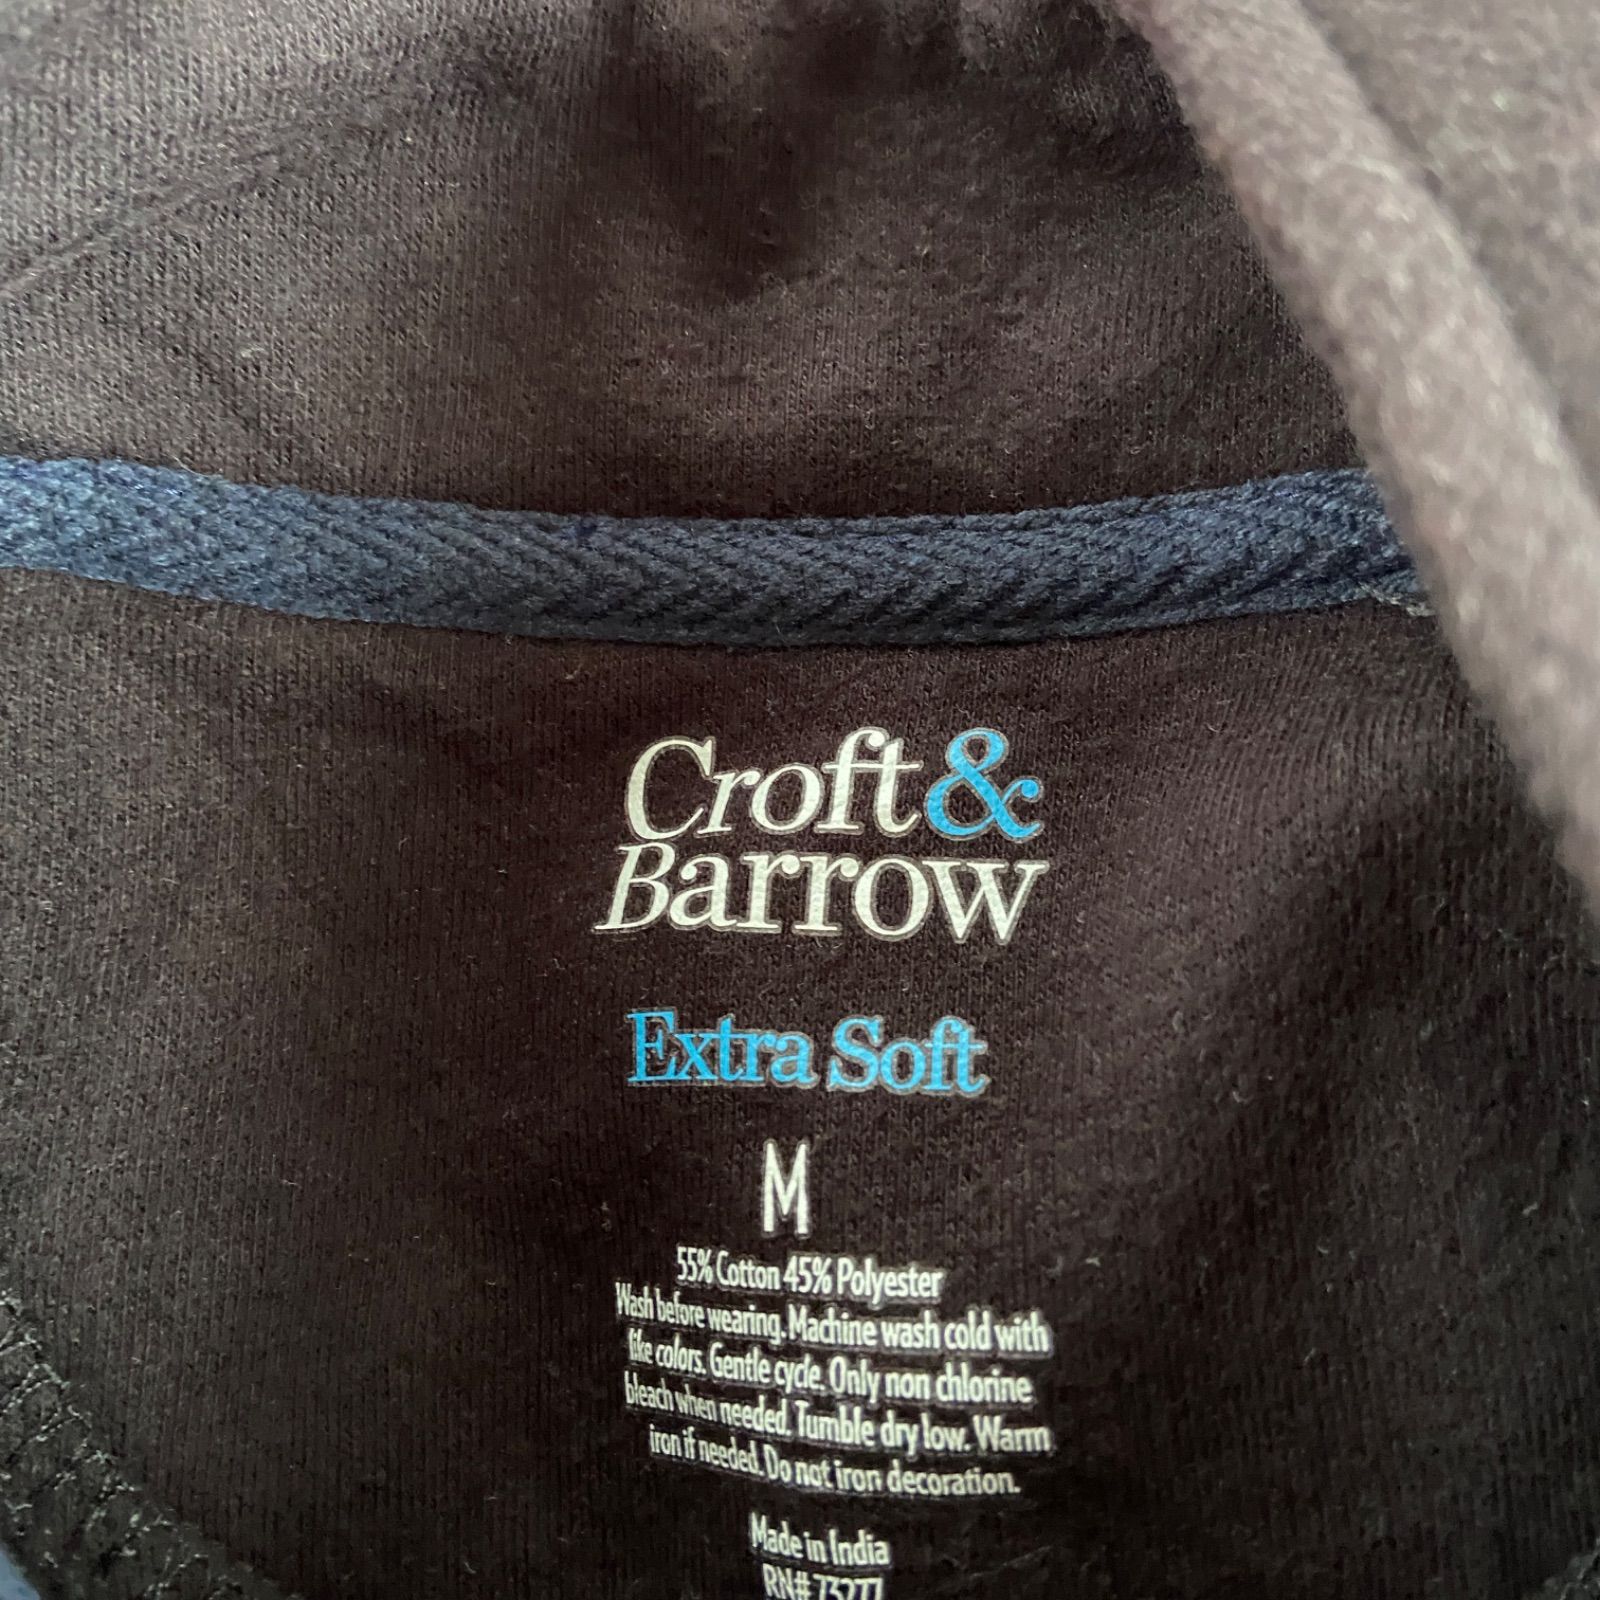 Croft&
Barrow
Extra Soft
M
55% Cotton 45% Polyester
Wash before wearing. Machine wash cold with
like colors. Gentle cycle. Only non chlorine
bleach when needed. Tumble dry low. Warm
iron if needed. Do not iron decoration.
Made in India
RN# 73277